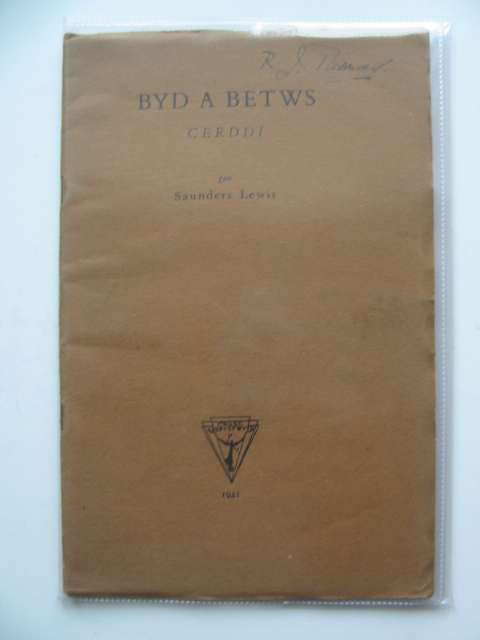 R. J.
BYD A BETWS
CERDDI
gan
Saunders Lewis
1941